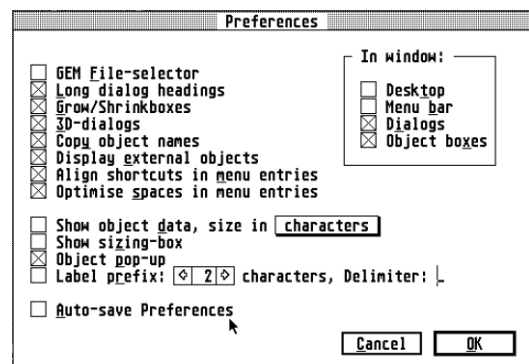 Preferences
GEM File-selector
Long dialog headings
Grow/Shrinkboxes
3D-dialogs
Copy object names
Display external objects
Align shortcuts in menu entries
Optimise spaces in menu entries
In window:
Desktop
Menu bar
Dialogs
Object boxes
Show object data, size in characters
Show sizing-box
Object pop-up
Label prefix: 2 characters, Delimiter: _
Auto-save Preferences
Cancel OK